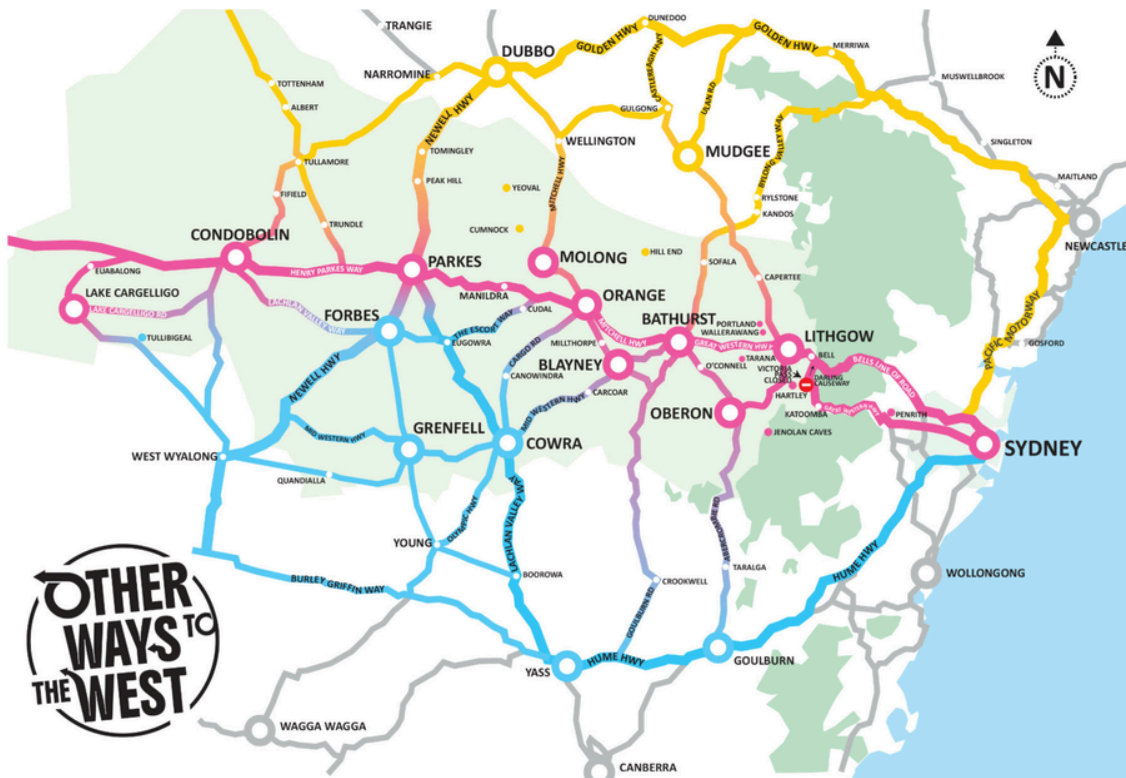 TRANGIE
DUNEDOO
GOLDEN HWY
GOLDEN HWY
DUBBO
MERRIWA
N
NARROMINE
CASTLEREAGH HWY
MUSWELLBROOK
TOTTENHAM
ALBERT
NEWELL HWY
GULGONG
ULAN RD
WELLINGTON
SINGLETON
TOMINGLEY
MUDGEE
BYLONG VALLEY WAY
TULLAMORE
MAITLAND
PEAK HILL
YEOVAL
MITCHELL HWY
FIFIELD
RYLSTONE
KANDOS
TRUNDLE
CUMNOCK
NEWCASTLE
CONDOBOLIN
HILL END
MOLONG
SOFALA
PARKES
EUABALONG
HENRY PARKES WAY
CAPERTEE
LAKE CARGELLIGO
MANILDRA
ORANGE
LAKE CARGELLIGO RD
LACHLAN VALLEY WAY
CUDAL
FORBES
BATHURST
PORTLAND
WALLERAWANG
PACIFIC MOTORWAY
THE ESCORT WAY
MITCHELL HWY
TULLIBIGEAL
EUGOWRA
MILLTHORPE
GREAT WESTERN HWY
LITHGOW
GOSFORD
CARGO RD
BELL
BLAYNEY
TARANA
VICTORIA
PASS
CLOSED
DARLING
CAUSEWAY
BELLS LINE OF ROAD
O'CONNELL
CANOWINDRA
NEWELL HWY
CARCOAR
HARTLEY
MID WESTERN HWY
OBERON
KATOOMBA
GREAT WESTERN HWY
PENRITH
GRENFELL
MID WESTERN HWY
COWRA
JENOLAN CAVES
SYDNEY
WEST WYALONG
QUANDIALLA
LACHLAN VALLEY WAY
OLYMPIC HWY
ABERCROMBIE RD
YOUNG
HUME HWY
BURLEY GRIFFIN WAY
BOOROWA
CROOKWELL
TARALGA
WOLLONGONG
GOULBURN RD
OTHER
WAYS TO
THE WEST
YASS
HUME HWY
GOULBURN
WAGGA WAGGA
CANBERRA